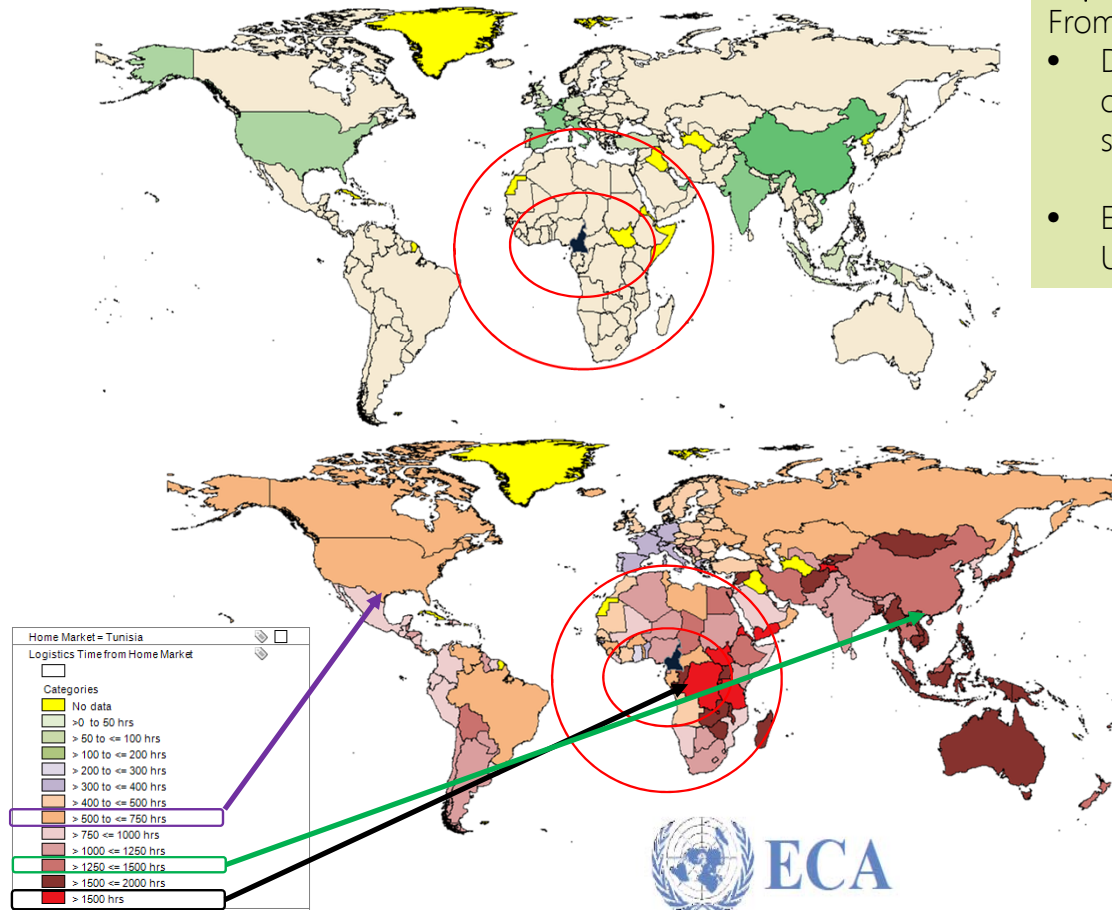 From
• D
o
s
• E
U
Home Market = Tunisia
Logistics Time from Home Market
Categories
No data
>0 to 50 hrs
> 50 to <= 100 hrs
> 100 to <= 200 hrs
> 200 to <= 300 hrs
> 300 to <= 400 hrs
> 400 to <= 500 hrs
> 500 to <= 750 hrs
> 750 <= 1000 hrs
> 1000 <= 1250 hrs
> 1250 <= 1500 hrs
> 1500 <= 2000 hrs
> 1500 hrs
ECA